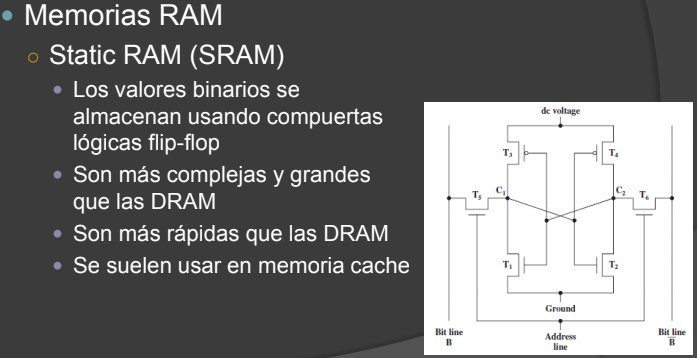 Memorias RAM
Static RAM (SRAM)
Los valores binarios se
almacenan usando compuertas
lógicas flip-flop
Son más complejas y grandes
que las DRAM
Son más rápidas que las DRAM
Se suelen usar en memoria cache
dc voltage
T3
T4
T5
C1
C2
T6
T1
T2
Ground
Bit line
B
Address
line
Bit line
B̅